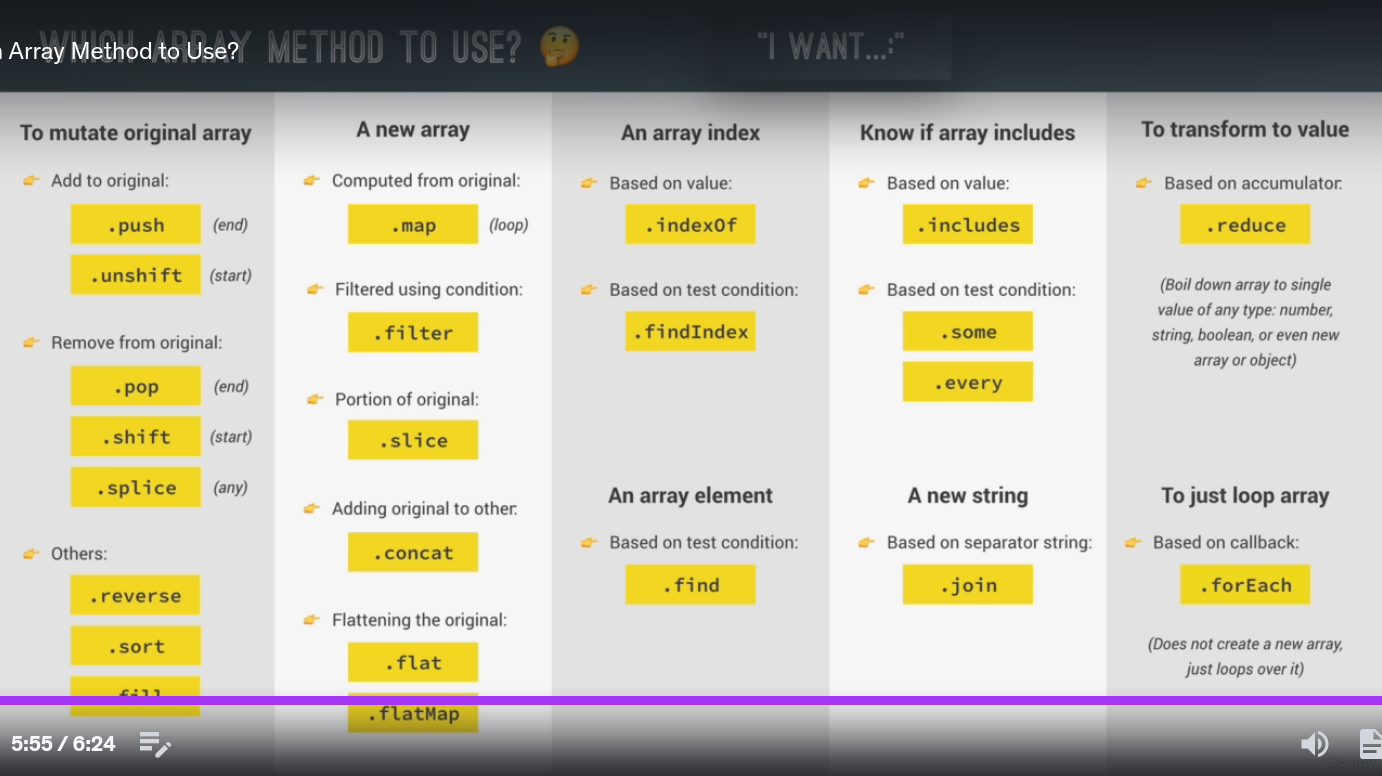 n Array Method to Use?
WHICH ARRAY METHOD TO USE? 🤔
"I WANT...:"
To mutate original array
👉 Add to original:
.push (end)
.unshift (start)
👉 Remove from original:
.pop (end)
.shift (start)
.splice (any)
👉 Others:
.reverse
.sort
.fill
A new array
👉 Computed from original:
.map (loop)
👉 Filtered using condition:
.filter
👉 Portion of original:
.slice
👉 Adding original to other:
.concat
👉 Flattening the original:
.flat
.flatMap
An array index
👉 Based on value:
.indexOf
👉 Based on test condition:
.findIndex
An array element
👉 Based on test condition:
.find
Know if array includes
👉 Based on value:
.includes
👉 Based on test condition:
.some
.every
A new string
👉 Based on separator string:
.join
To transform to value
👉 Based on accumulator:
.reduce
(Boil down array to single
value of any type: number,
string, boolean, or even new
array or object)
To just loop array
👉 Based on callback:
.forEach
(Does not create a new array,
just loops over it)
5:55 / 6:24